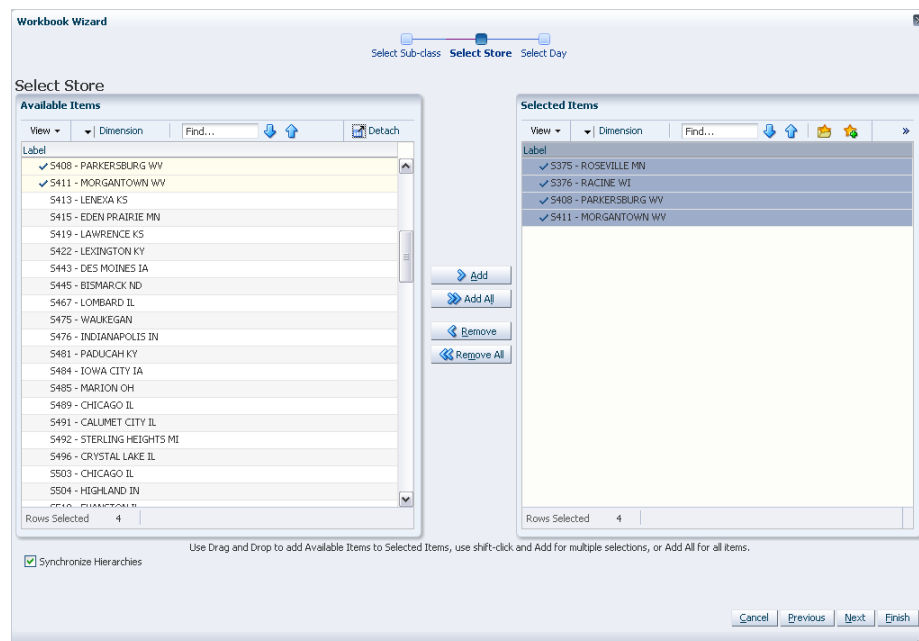 Workbook Wizard
Select Sub-class Select Store Select Day
Select Store
Available Items
View Dimension Find... Detach
Label
S408 - PARKERSBURG WV
S411 - MORGANTOWN WV
S413 - LENEXA KS
S415 - EDEN PRAIRIE MN
S419 - LAWRENCE KS
S422 - LEXINGTON KY
S443 - DES MOINES IA
S445 - BISMARCK ND
S467 - LOMBARD IL
S475 - WAUKEGAN
S476 - INDIANAPOLIS IN
S481 - PADUCAH KY
S484 - IOWA CITY IA
S485 - MARION OH
S489 - CHICAGO IL
S491 - CALUMET CITY IL
S492 - STERLING HEIGHTS MI
S496 - CRYSTAL LAKE IL
S503 - CHICAGO IL
S504 - HIGHLAND IN
Rows Selected 4
Add
Add All
Remove
Remove All
Selected Items
View Dimension Find... »
Label
S375 - ROSEVILLE MN
S376 - RACINE WI
S408 - PARKERSBURG WV
S411 - MORGANTOWN WV
Rows Selected 4
Use Drag and Drop to add Available Items to Selected Items, use shift-click and Add for multiple selections, or Add All for all items.
Synchronize Hierarchies
Cancel Previous Next Finish